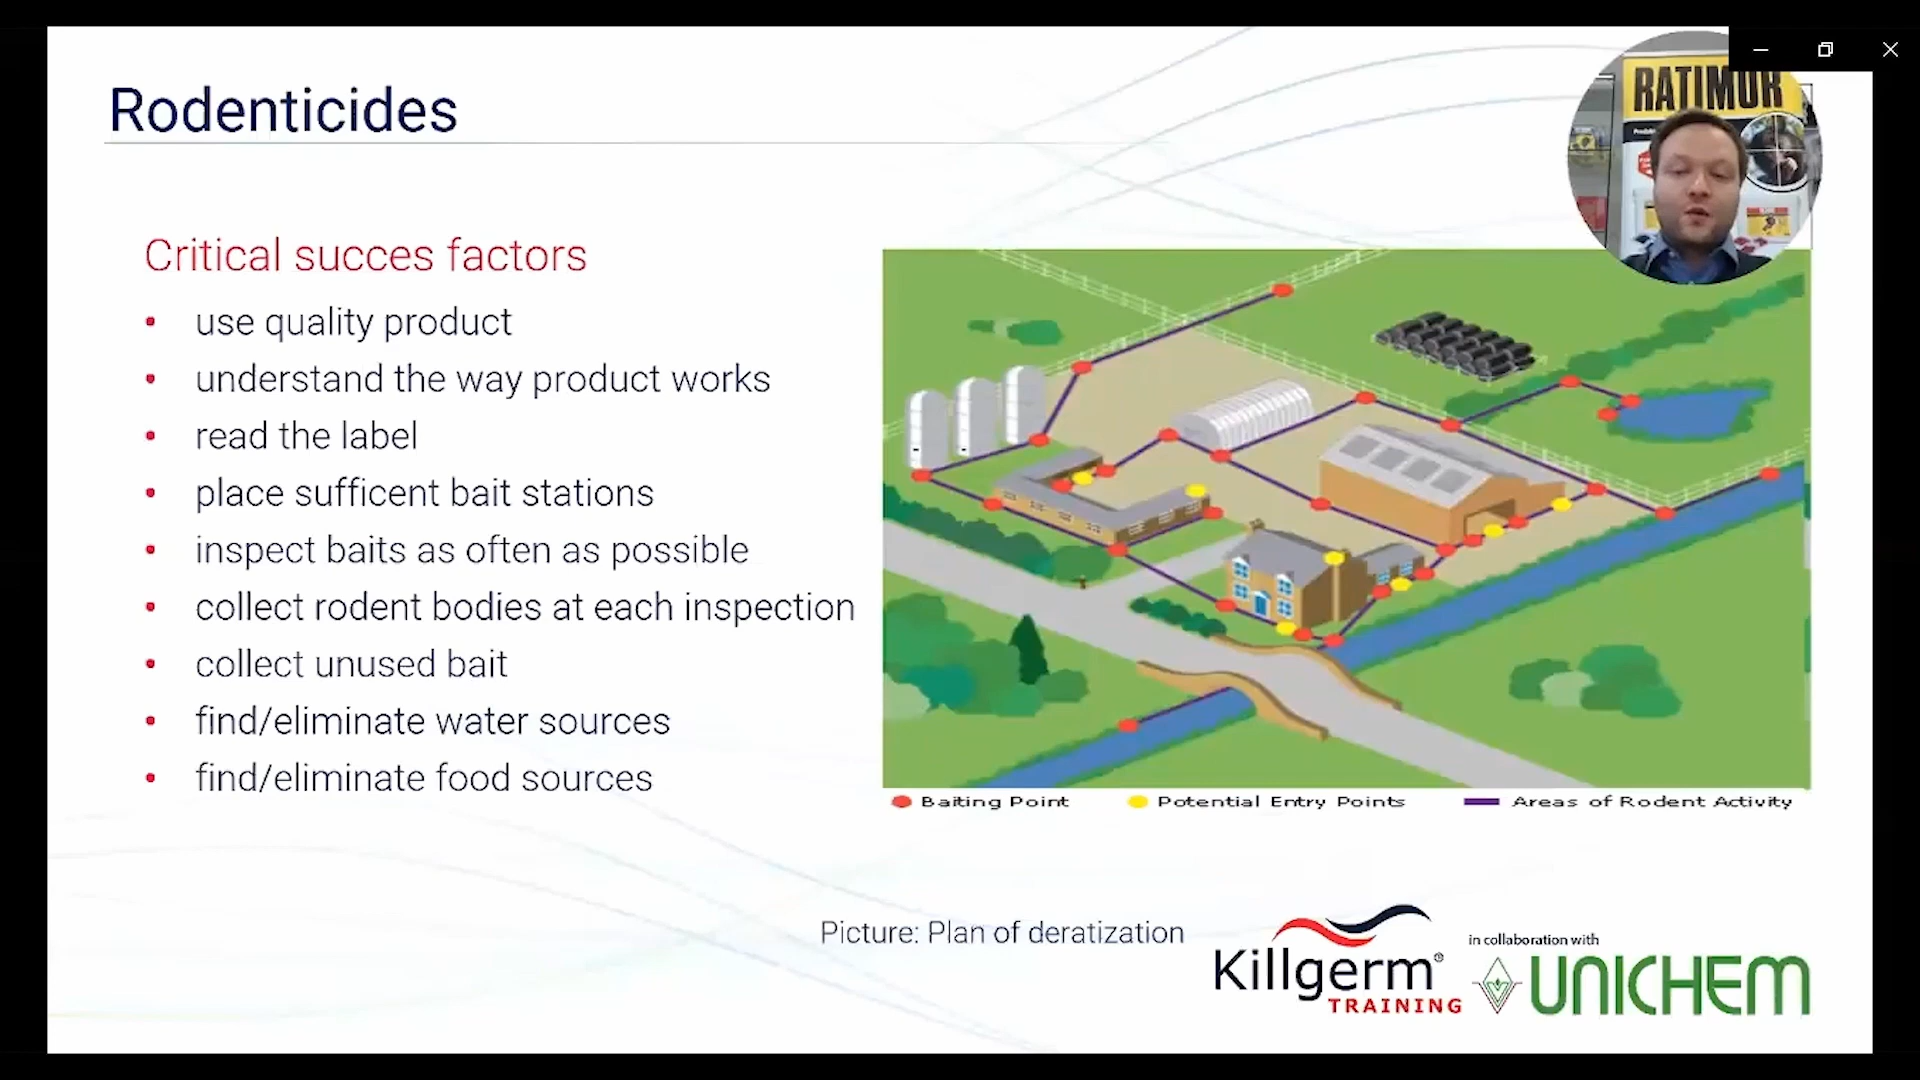 RATIMOR
Rodenticides
Critical succes factors
• use quality product
• understand the way product works
• read the label
• place sufficent bait stations
• inspect baits as often as possible
• collect rodent bodies at each inspection
• collect unused bait
• find/eliminate water sources
• find/eliminate food sources
Baiting Point
Potential Entry Points
Areas of Rodent Activity
Picture: Plan of deratization
Killgerm®
TRAINING
in collaboration with
UNICHEM